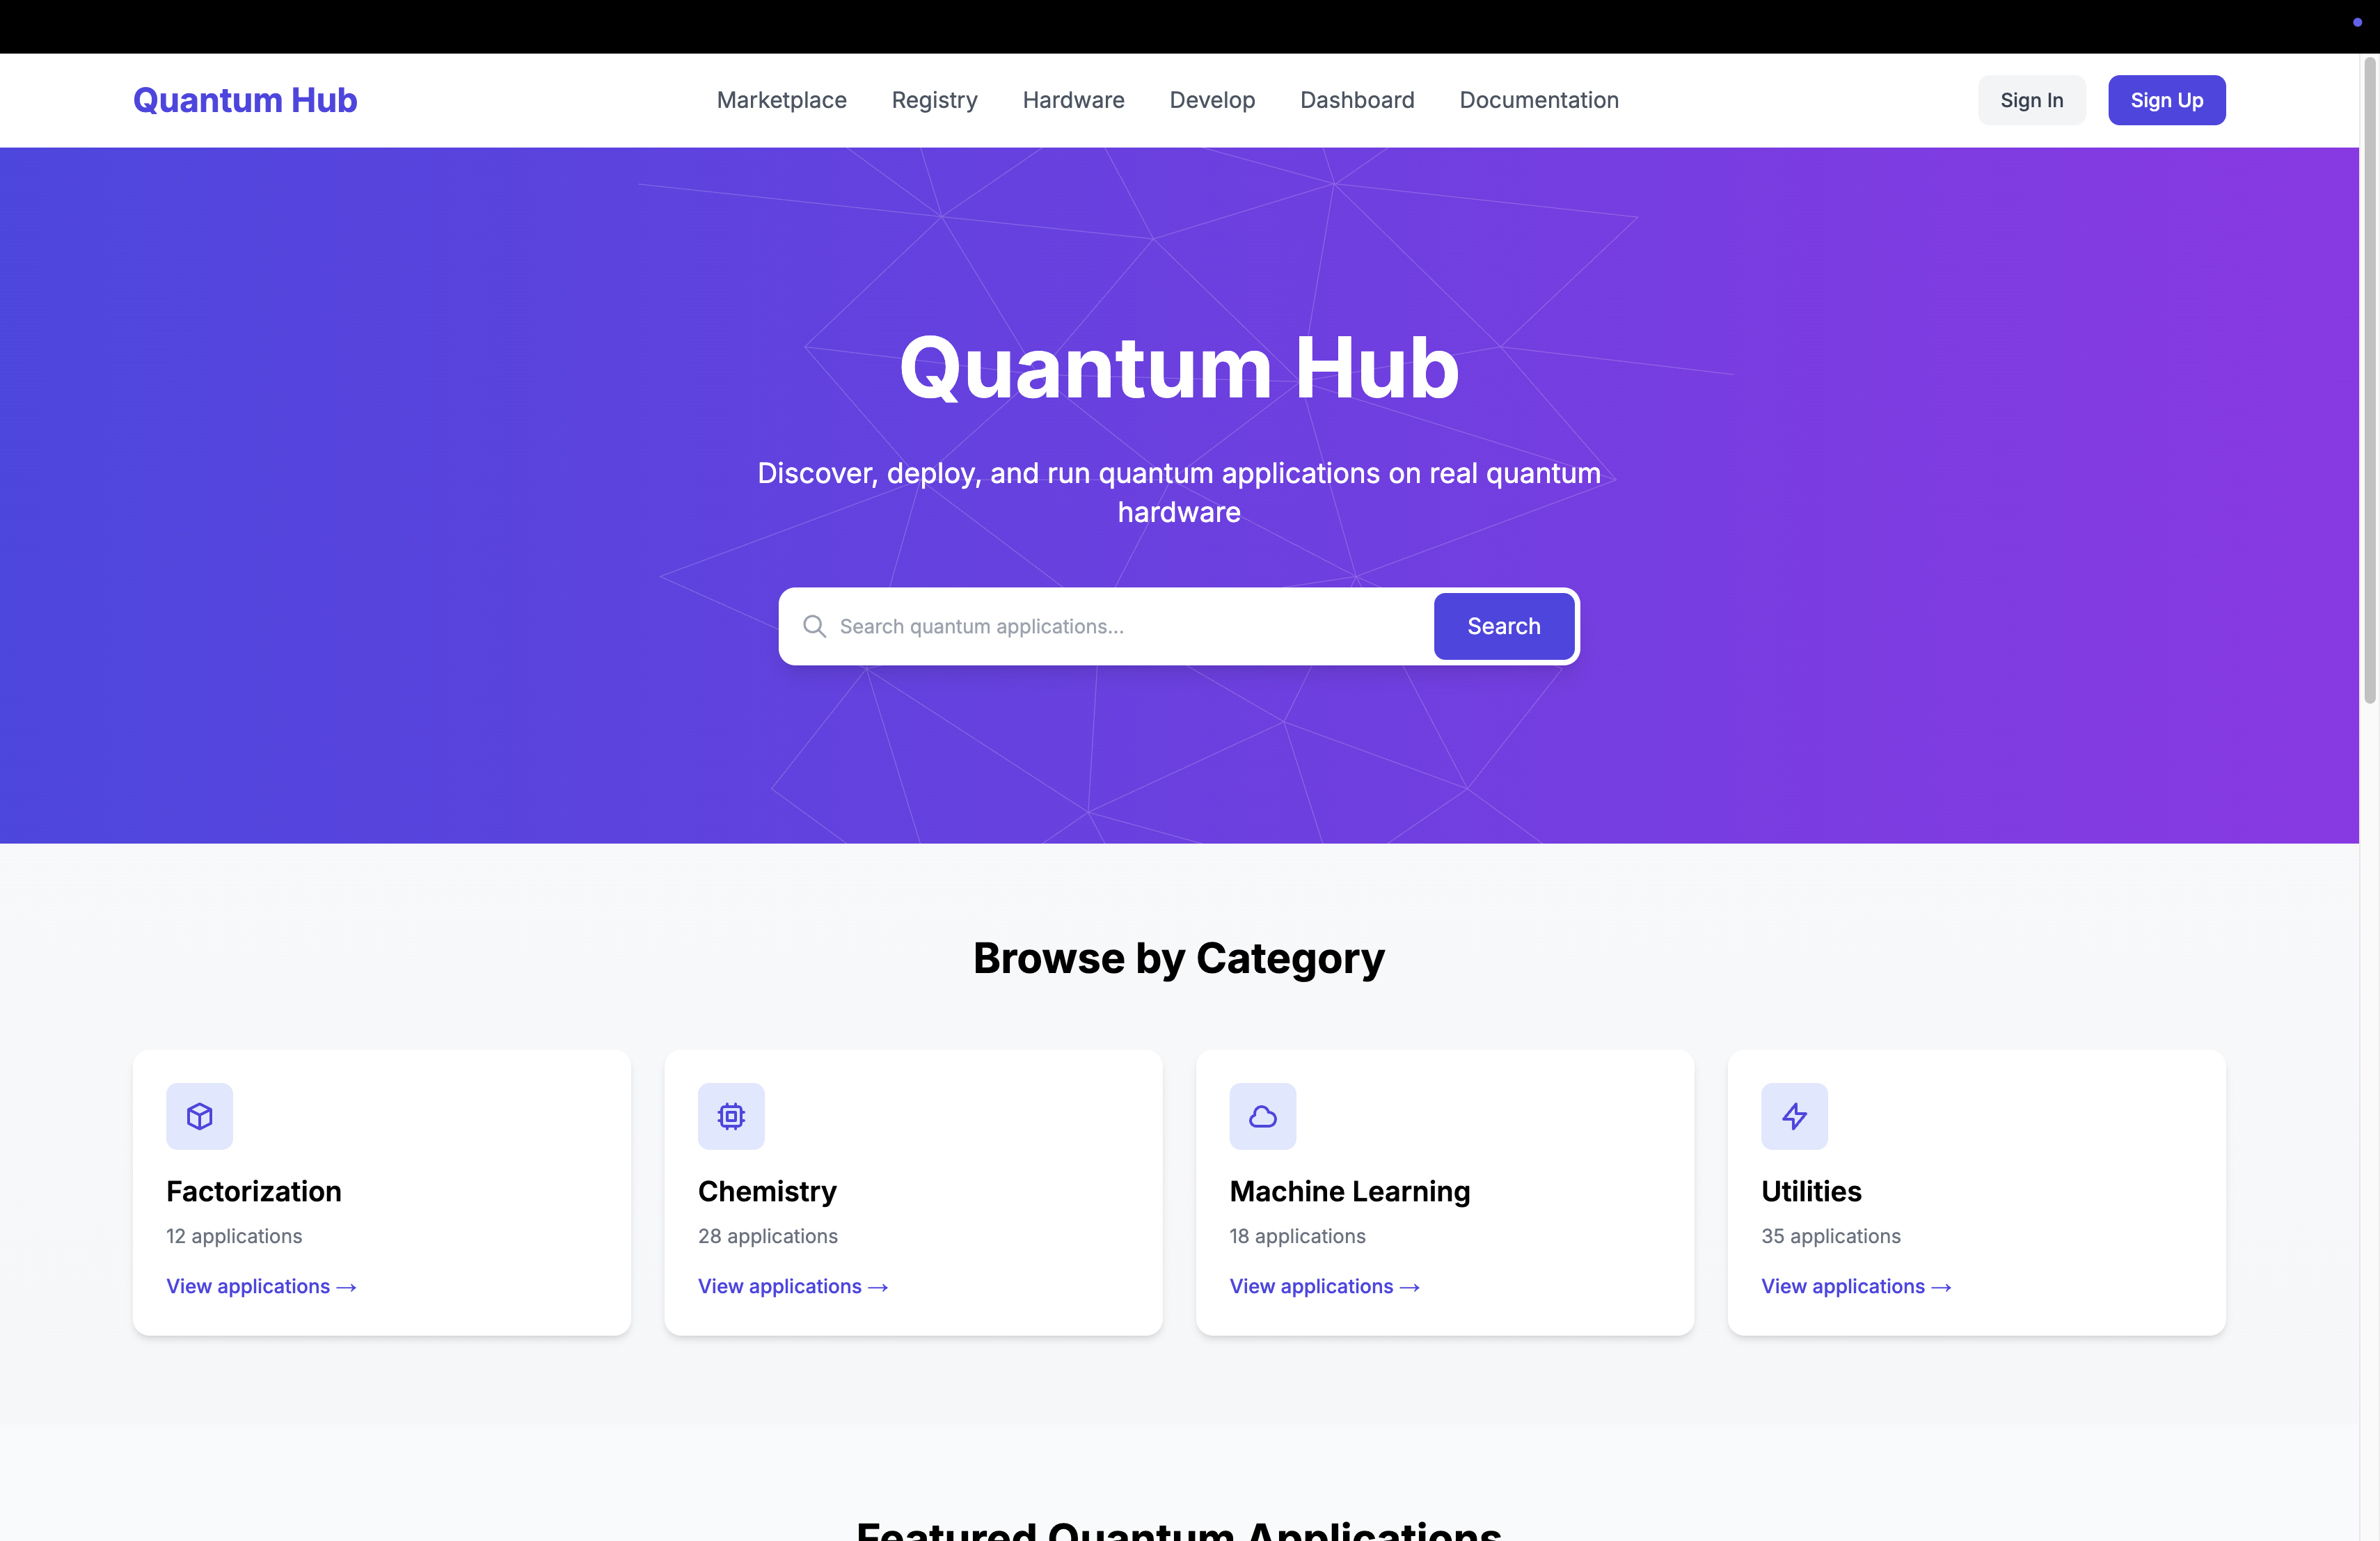 Quantum Hub
Marketplace
Registry
Hardware
Develop
Dashboard
Documentation
Sign In
Sign Up
Quantum Hub
Discover, deploy, and run quantum applications on real quantum
hardware
Search quantum applications...
Search
Browse by Category
Factorization
12 applications
View applications →
Chemistry
28 applications
View applications →
Machine Learning
18 applications
View applications →
Utilities
35 applications
View applications →
Featured Quantum Applications